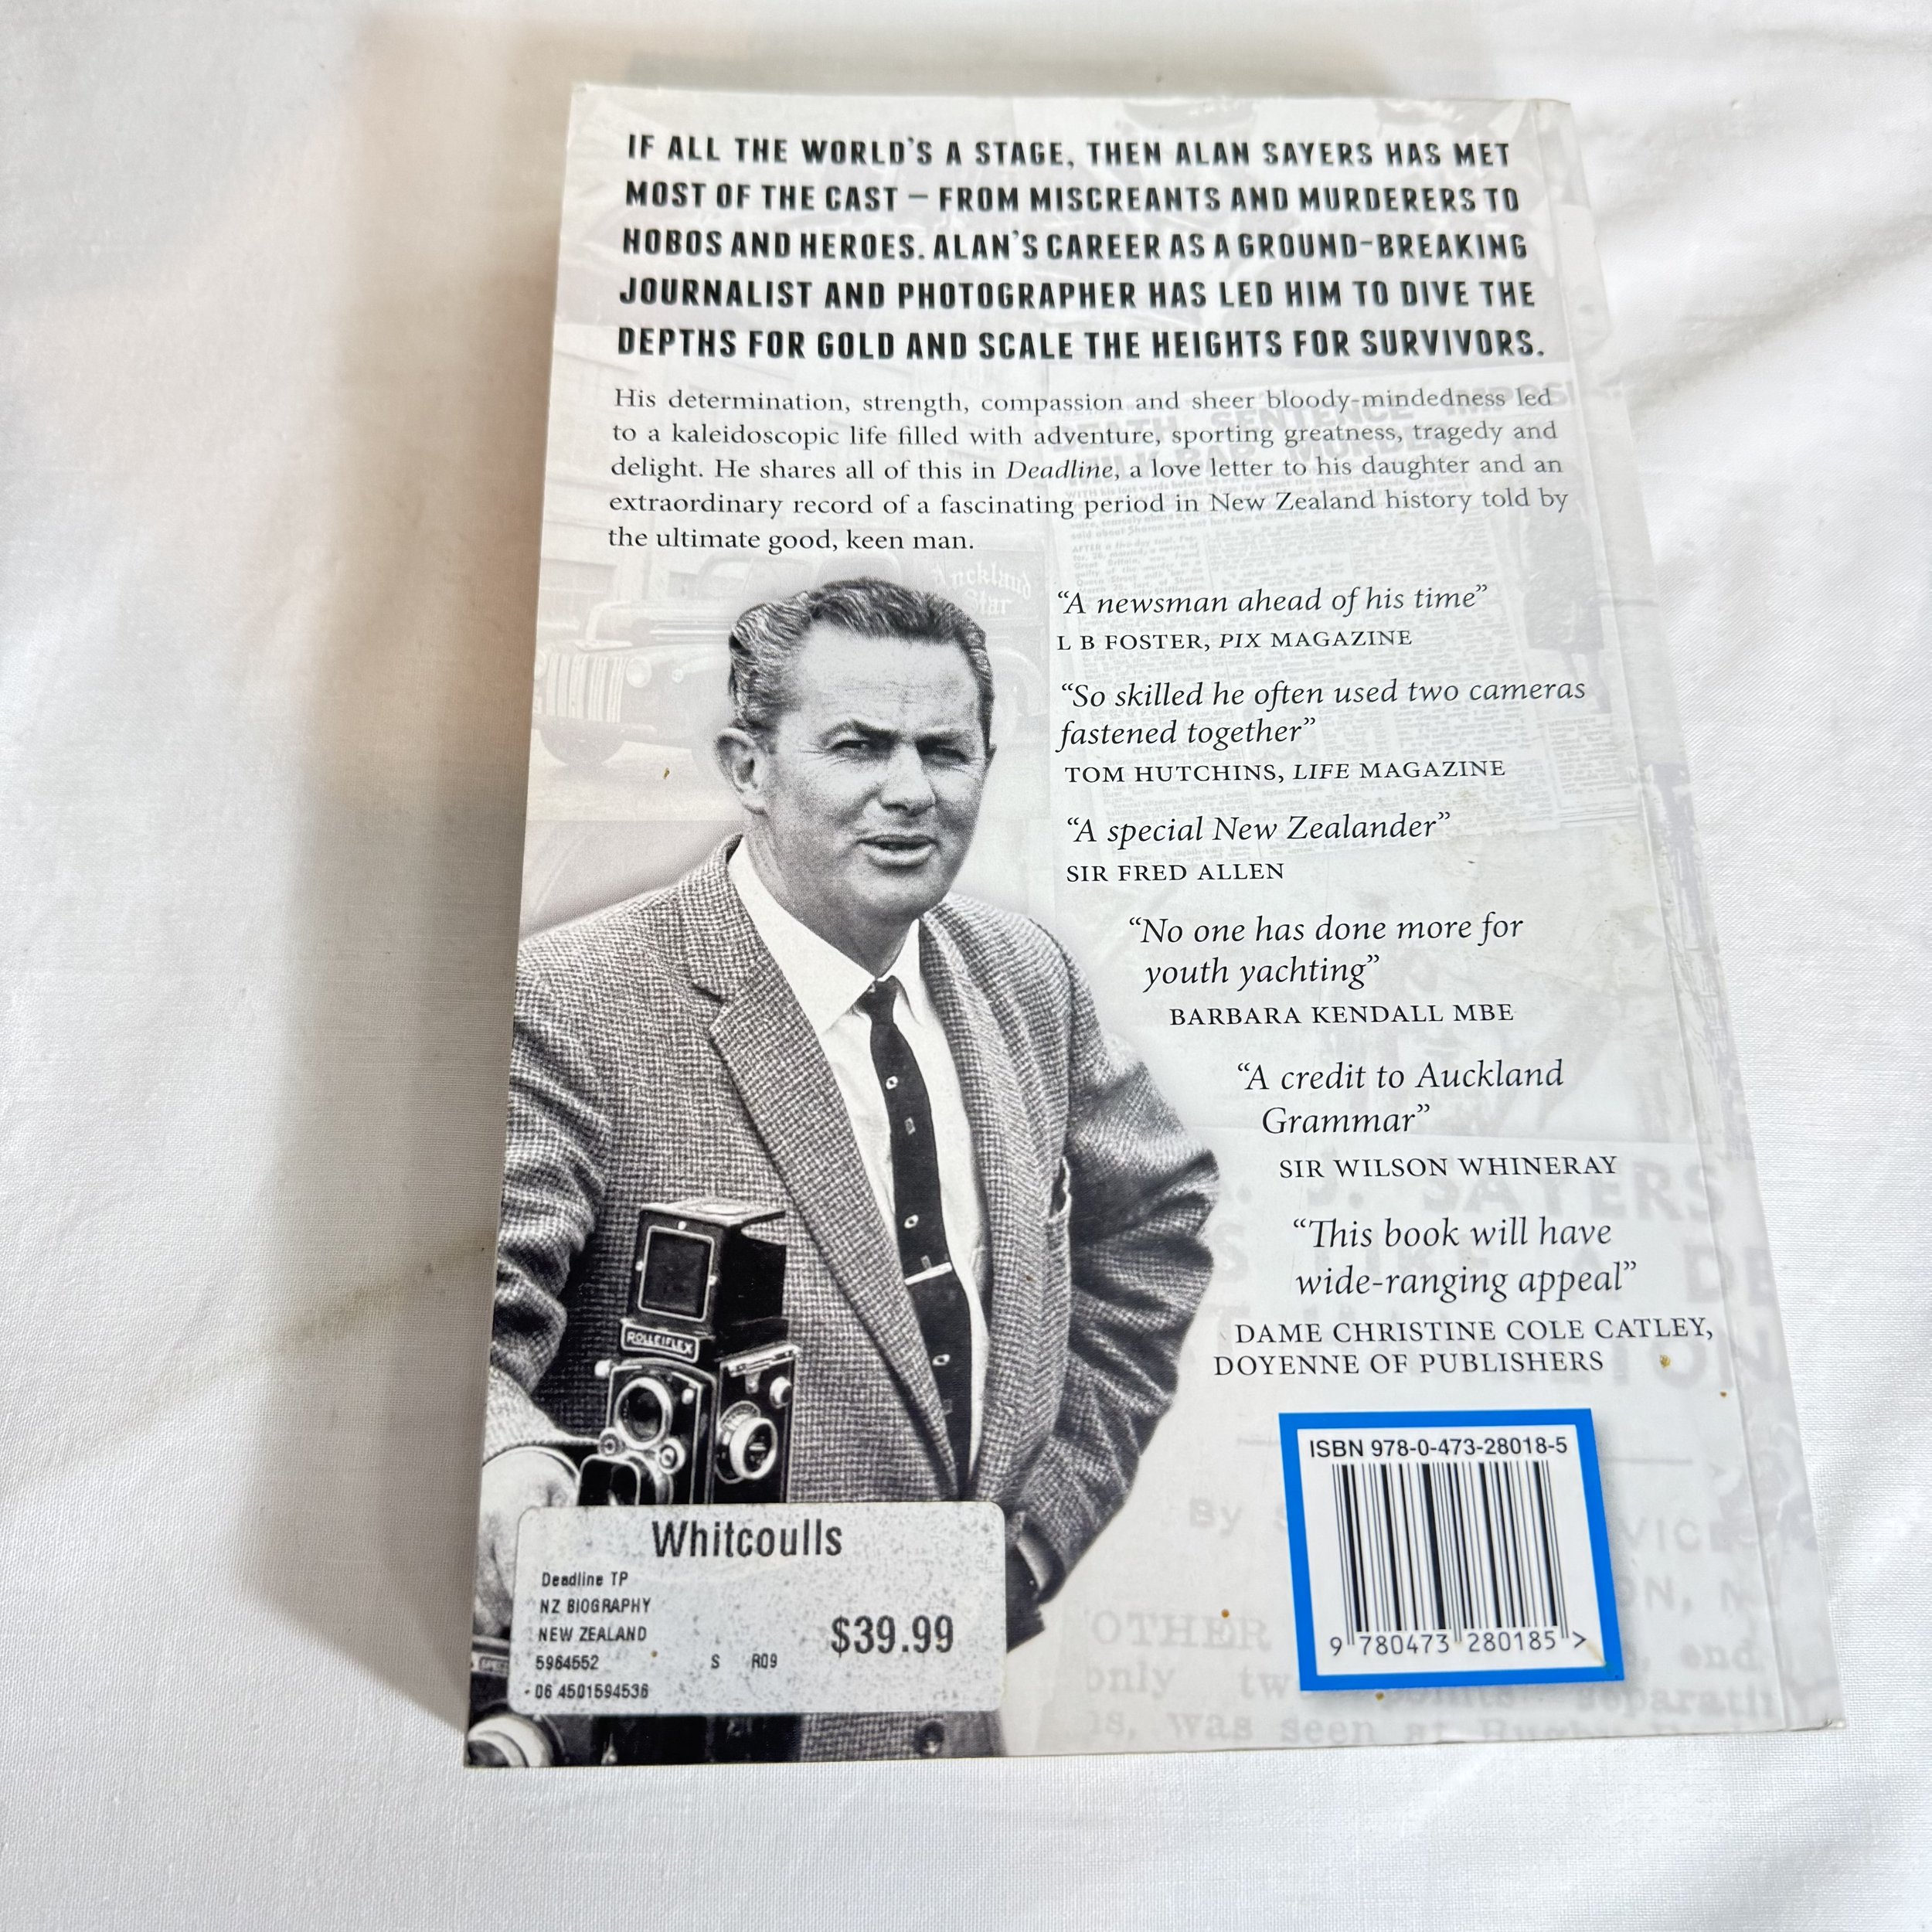 IF ALL THE WORLD'S A STAGE, THEN ALAN SAYERS HAS MET
MOST OF THE CAST – FROM MISCREANTS AND MURDERERS TO
HOBOS AND HEROES. ALAN'S CAREER AS A GROUND-BREAKING
JOURNALIST AND PHOTOGRAPHER HAS LED HIM TO DIVE THE
DEPTHS FOR GOLD AND SCALE THE HEIGHTS FOR SURVIVORS.
His determination, strength, compassion and sheer bloody-mindedness led
to a kaleidoscopic life filled with adventure, sporting greatness, tragedy and
delight. He shares all of this in Deadline, a love letter to his daughter and an
extraordinary record of a fascinating period in New Zealand history told by
the ultimate good, keen man.
Auckland
Star
“A newsman ahead of his time”
L B FOSTER, PIX MAGAZINE
“So skilled he often used two cameras
fastened together”
TOM HUTCHINS, LIFE MAGAZINE
“A special New Zealander”
SIR FRED ALLEN
“No one has done more for
youth yachting”
BARBARA KENDALL MBE
“A credit to Auckland
Grammar”
SIR WILSON WHINERAY
J. SAYERS
“This book will have
wide-ranging appeal”
DAME CHRISTINE COLE CATLEY,
DOYENNE OF PUBLISHERS
ROLLEIFLEX
ISBN 978-0-473-28018-5
9 780473 280185 >
By
OTHER
only
was seen at
Whitcoulls
Deadline TP
NZ BIOGRAPHY
NEW ZEALAND
5964552 S R09
- 06 4501594536
$39.99